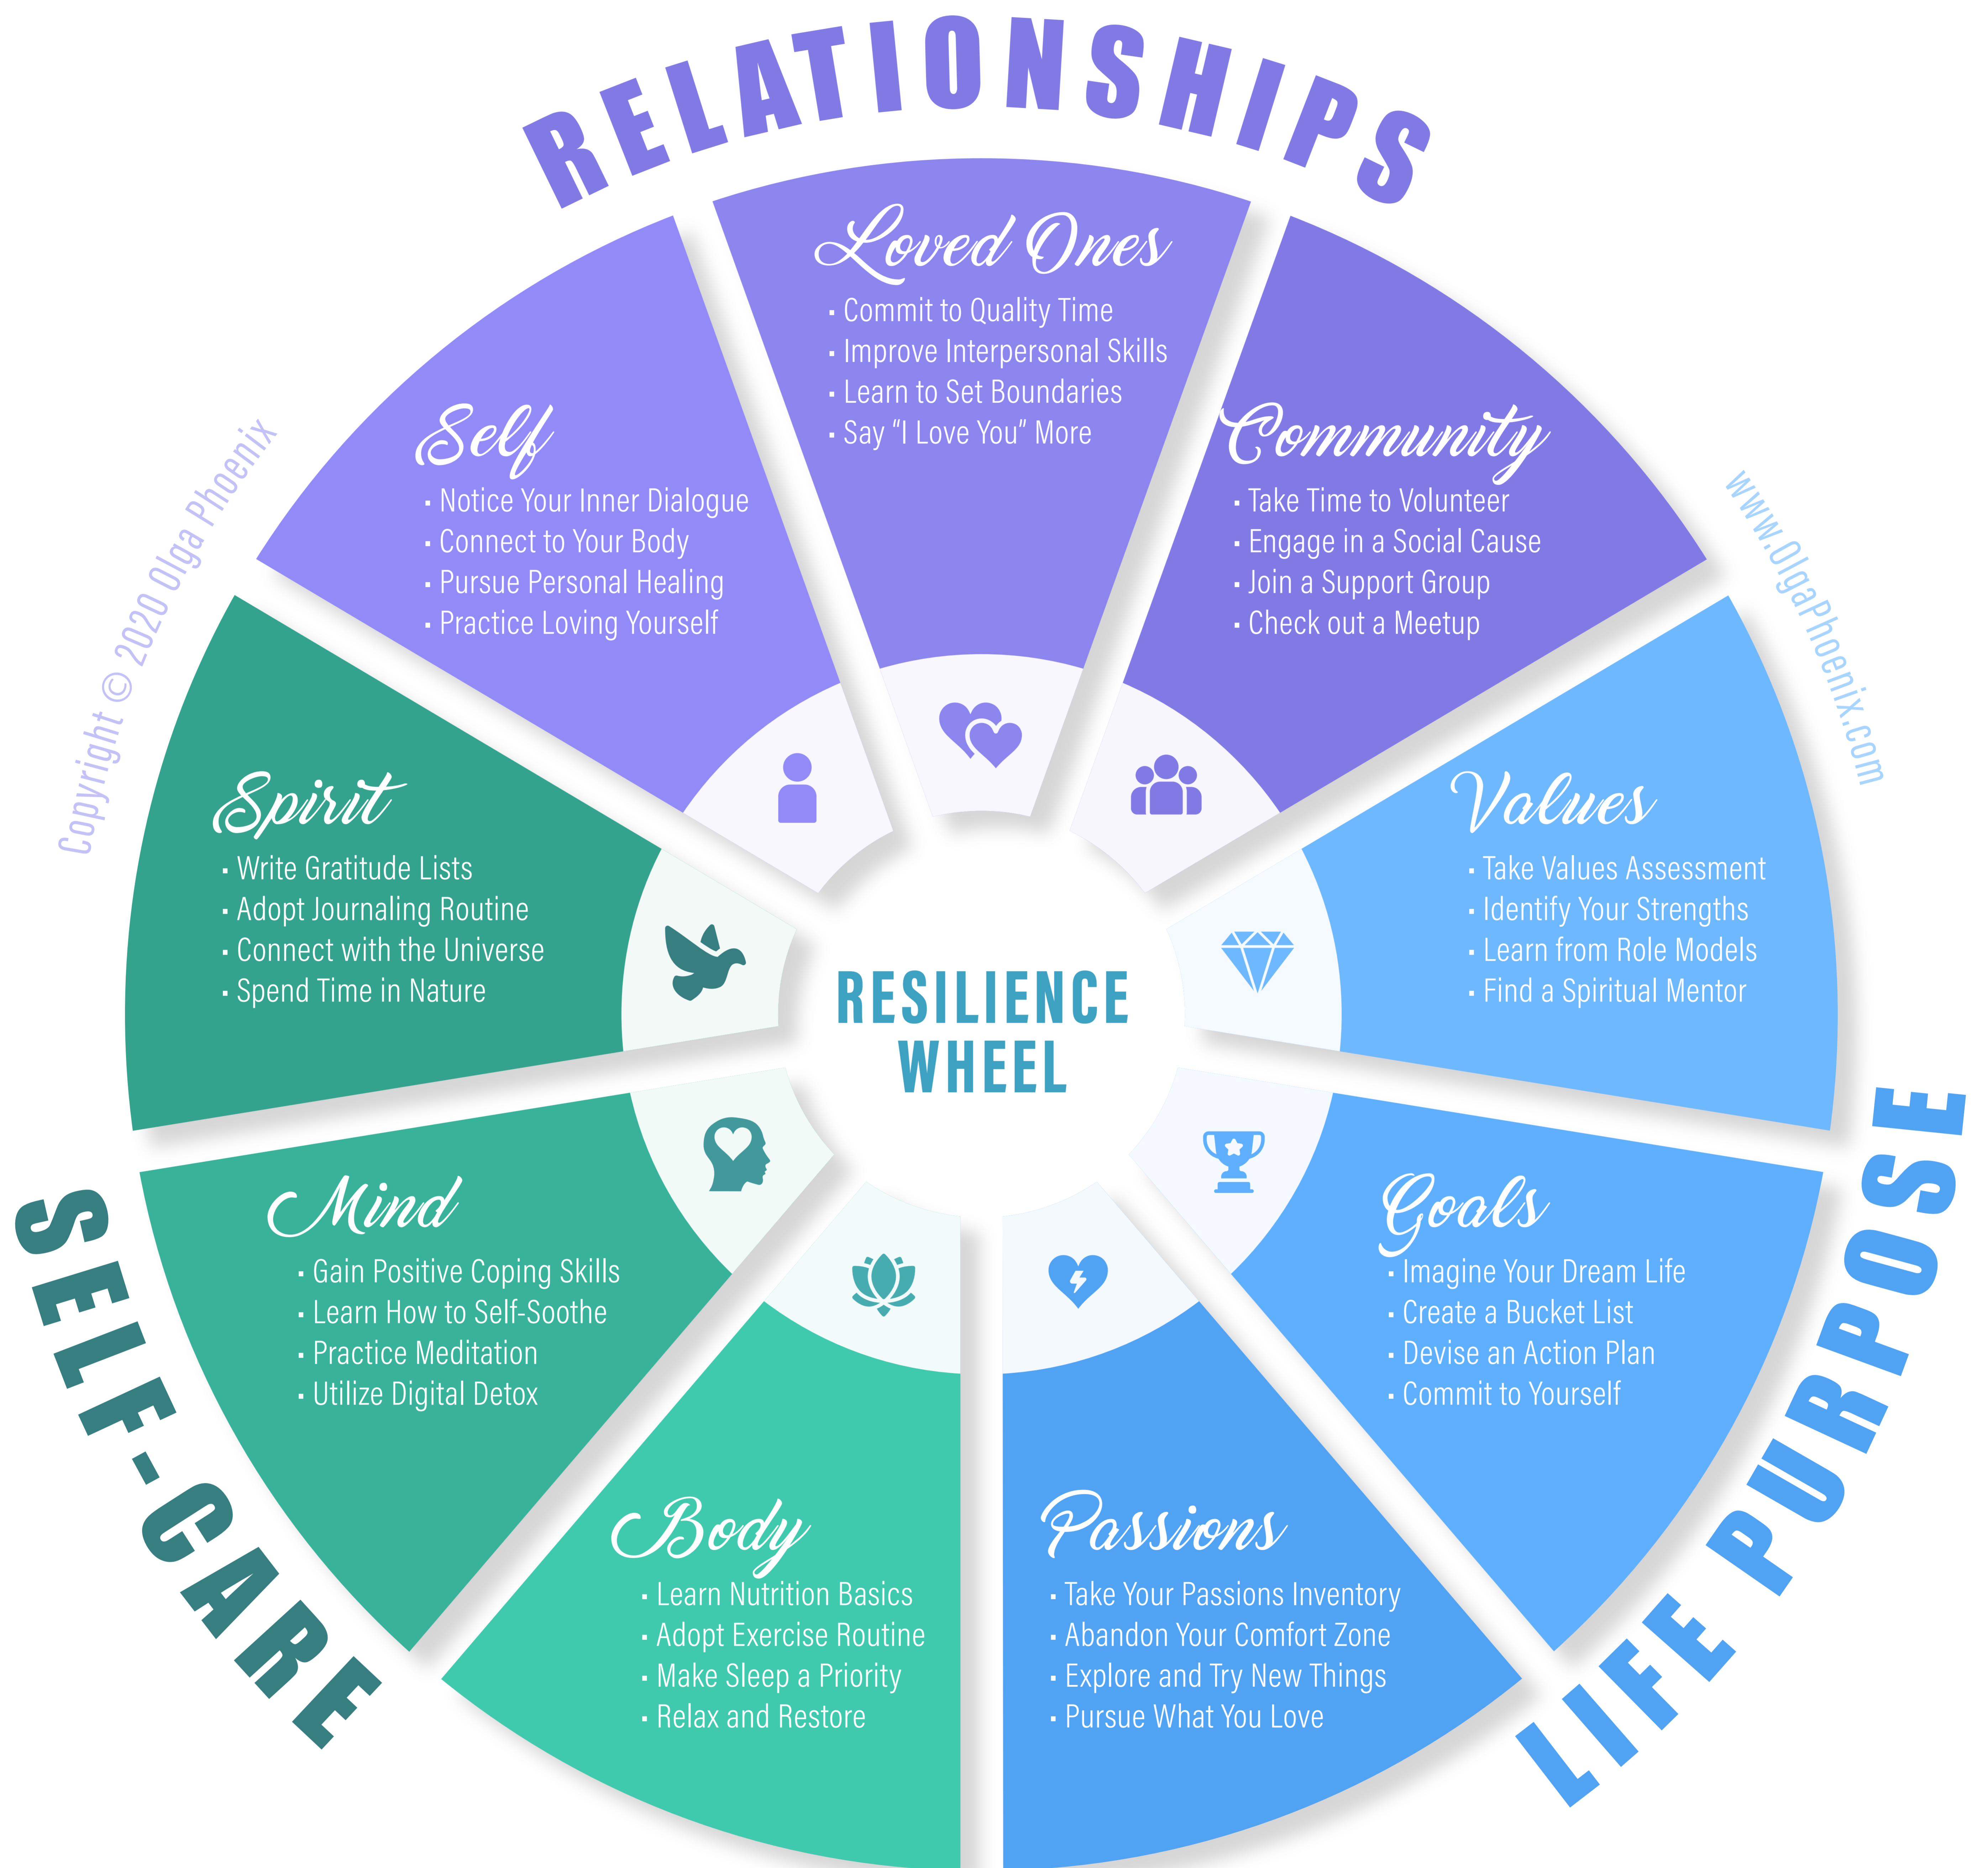 RELATIONSHIPS
Loved Ones
· Commit to Quality Time
· Improve Interpersonal Skills
· Learn to Set Boundaries
· Say “I Love You” More
Self
· Notice Your Inner Dialogue
· Connect to Your Body
· Pursue Personal Healing
· Practice Loving Yourself
Community
· Take Time to Volunteer
· Engage in a Social Cause
· Join a Support Group
· Check out a Meetup
Copyright © 2020 Olga Phoenix
www.OlgaPhoenix.com
Spirit
· Write Gratitude Lists
· Adopt Journaling Routine
· Connect with the Universe
· Spend Time in Nature
Values
· Take Values Assessment
· Identify Your Strengths
· Learn from Role Models
· Find a Spiritual Mentor
RESILIENCE
WHEEL
Mind
· Gain Positive Coping Skills
· Learn How to Self-Soothe
· Practice Meditation
· Utilize Digital Detox
Goals
· Imagine Your Dream Life
· Create a Bucket List
· Devise an Action Plan
· Commit to Yourself
SELF-CARE
LIFE PURPOSE
Body
· Learn Nutrition Basics
· Adopt Exercise Routine
· Make Sleep a Priority
· Relax and Restore
Passions
· Take Your Passions Inventory
· Abandon Your Comfort Zone
· Explore and Try New Things
· Pursue What You Love